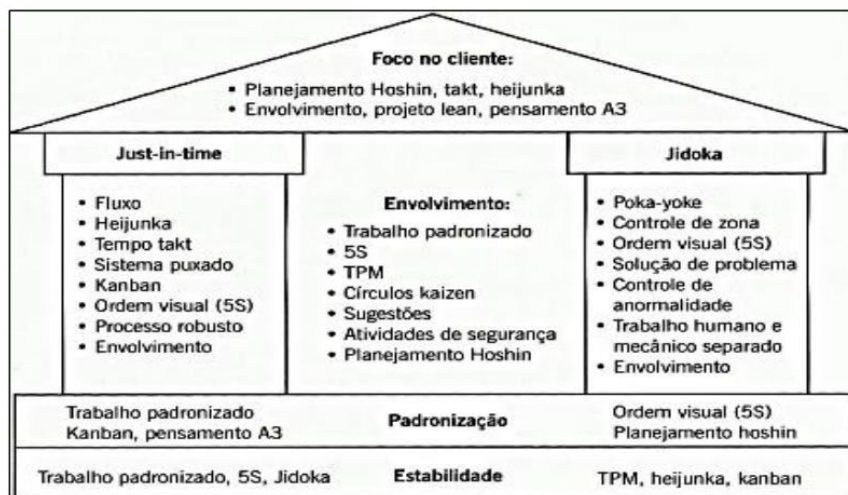 Foco no cliente:
• Planejamento Hoshin, takt, heijunka
• Envolvimento, projeto lean, pensamento A3
Just-in-time
• Fluxo
• Heijunka
• Tempo takt
• Sistema puxado
• Kanban
• Ordem visual (5S)
• Processo robusto
• Envolvimento
Envolvimento:
• Trabalho padronizado
• 5S
• TPM
• Círculos kaizen
• Sugestões
• Atividades de segurança
• Planejamento Hoshin
Jidoka
• Poka-yoke
• Controle de zona
• Ordem visual (5S)
• Solução de problema
• Controle de
anormalidade
• Trabalho humano e
mecânico separado
• Envolvimento
Trabalho padronizado
Kanban, pensamento A3
Padronização
Ordem visual (5S)
Planejamento hoshin
Trabalho padronizado, 5S, Jidoka
Estabilidade
TPM, heijunka, kanban